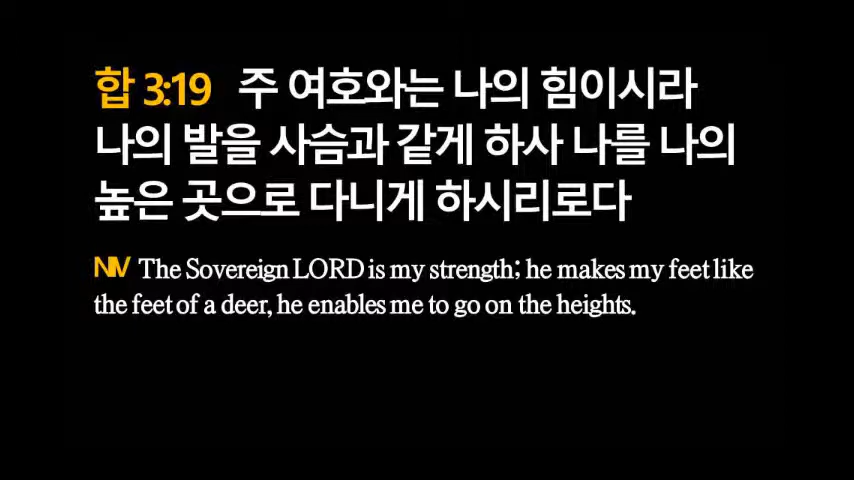 합 3:19 주 여호와는 나의 힘이시라
나의 발을 사슴과 같게 하사 나를 나의
높은 곳으로 다니게 하시리로다
NIV The Sovereign LORD is my strength; he makes my feet like
the feet of a deer, he enables me to go on the heights.